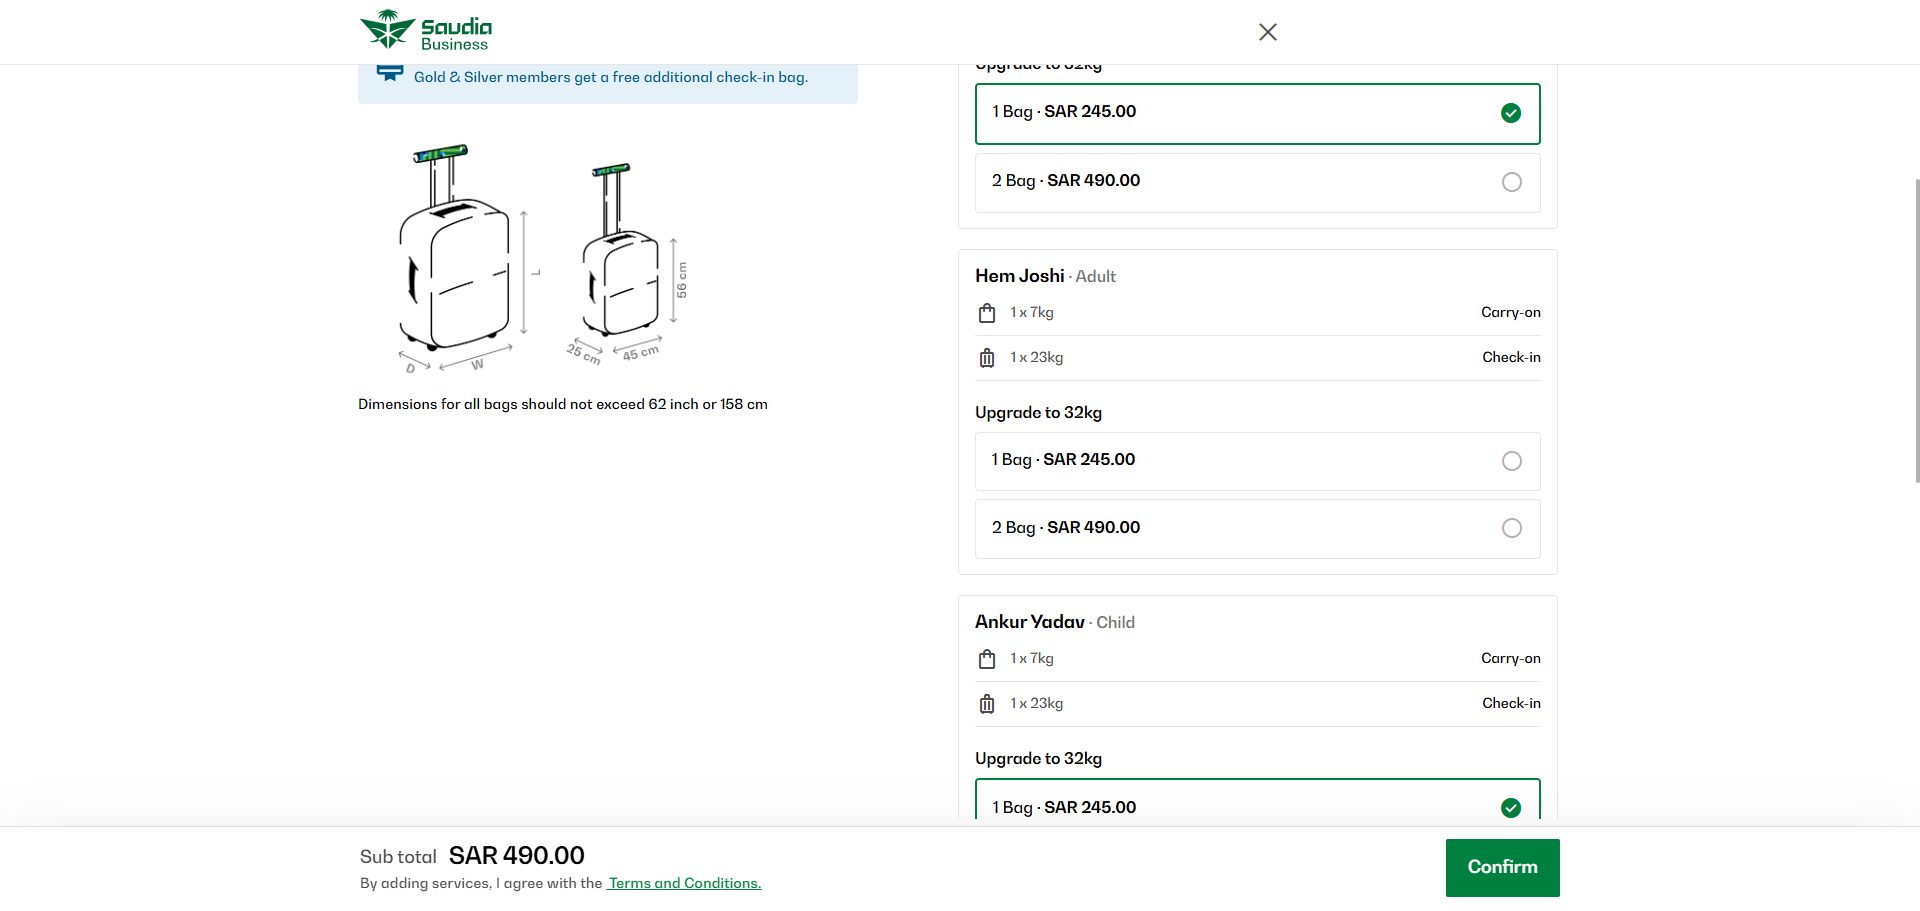 Saudia
Business
Gold & Silver members get a free additional check-in bag.
L
D
W
56 cm
25 cm
45 cm
Dimensions for all bags should not exceed 62 inch or 158 cm
Upgrade to 32kg
1 Bag · SAR 245.00
2 Bag · SAR 490.00
Hem Joshi · Adult
1 x 7kg Carry-on
1 x 23kg Check-in
Upgrade to 32kg
1 Bag · SAR 245.00
2 Bag · SAR 490.00
Ankur Yadav · Child
1 x 7kg Carry-on
1 x 23kg Check-in
Upgrade to 32kg
1 Bag · SAR 245.00
Sub total SAR 490.00
By adding services, I agree with the Terms and Conditions.
Confirm